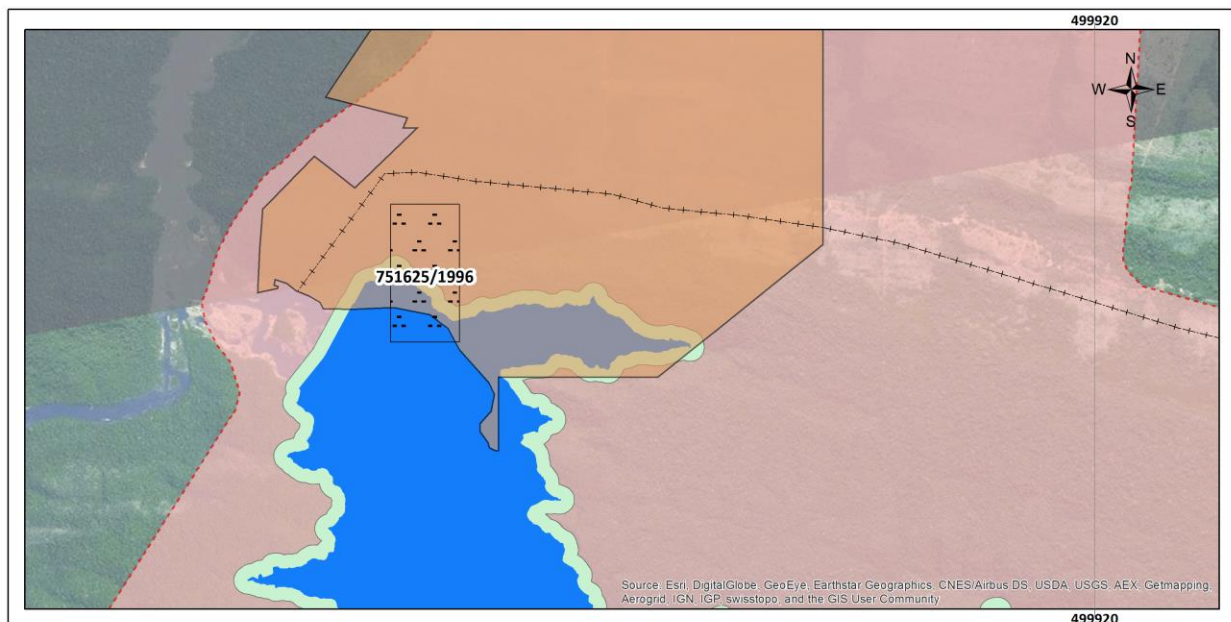 499920
N
W E
S
751625/1996
Source: Esri, DigitalGlobe, GeoEye, Earthstar Geographics, CNES/Airbus DS, USDA, USGS, AEX, Getmapping,
Aerogrid, IGN, IGP, swisstopo, and the GIS User Community
499920